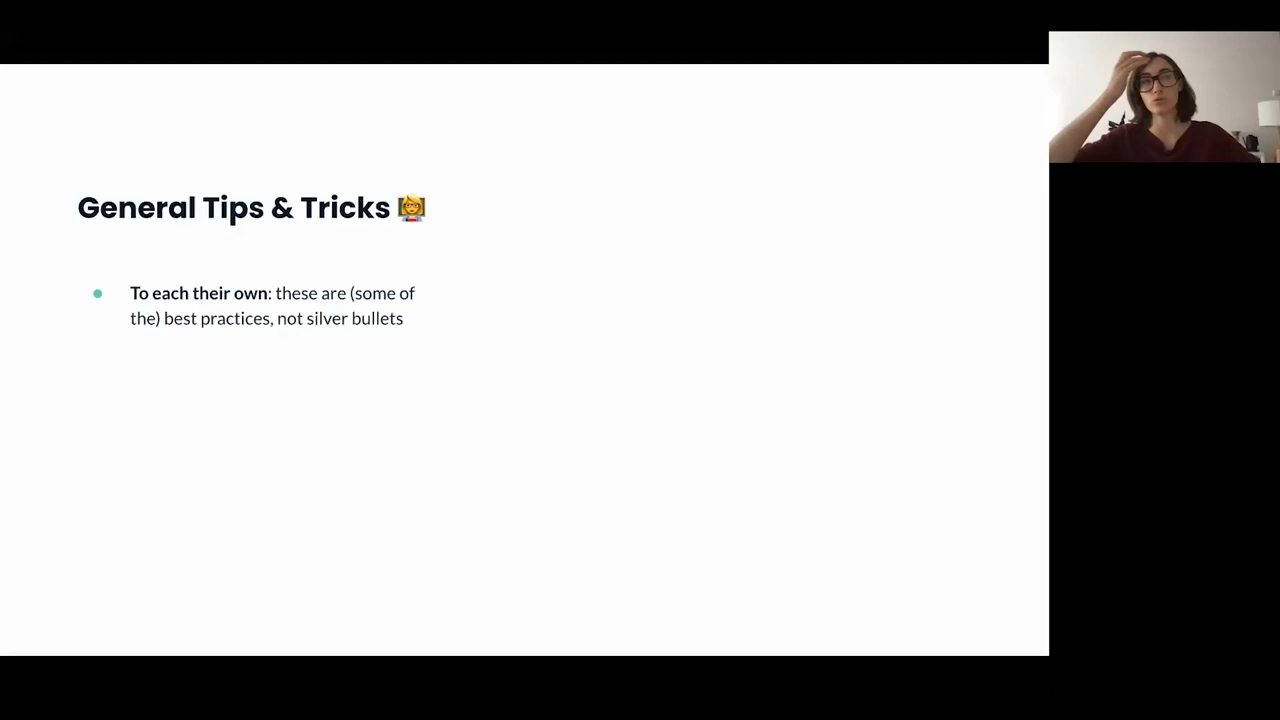 General Tips & Tricks 👩‍🏫
To each their own: these are (some of
the) best practices, not silver bullets